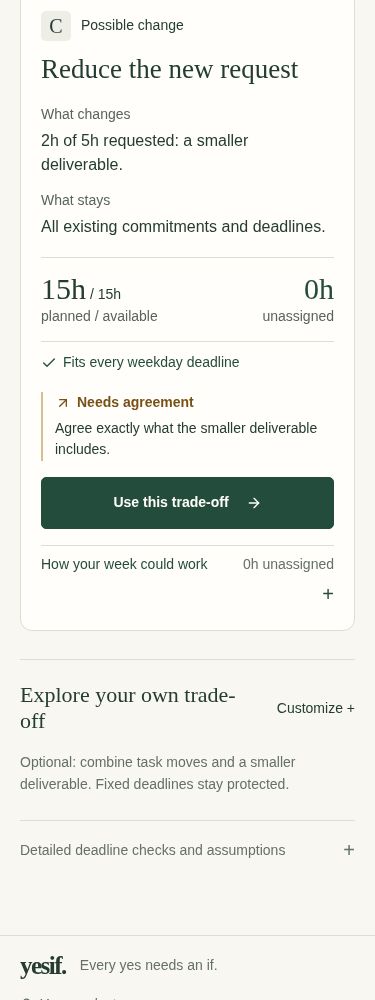 C Possible change
Reduce the new request
What changes
2h of 5h requested: a smaller
deliverable.
What stays
All existing commitments and deadlines.
15h / 15h 0h
planned / available unassigned
Fits every weekday deadline
Needs agreement
Agree exactly what the smaller deliverable
includes.
Use this trade-off
How your week could work 0h unassigned
+
Explore your own trade-
off
Customize +
Optional: combine task moves and a smaller
deliverable. Fixed deadlines stay protected.
Detailed deadline checks and assumptions +
yesif. Every yes needs an if.